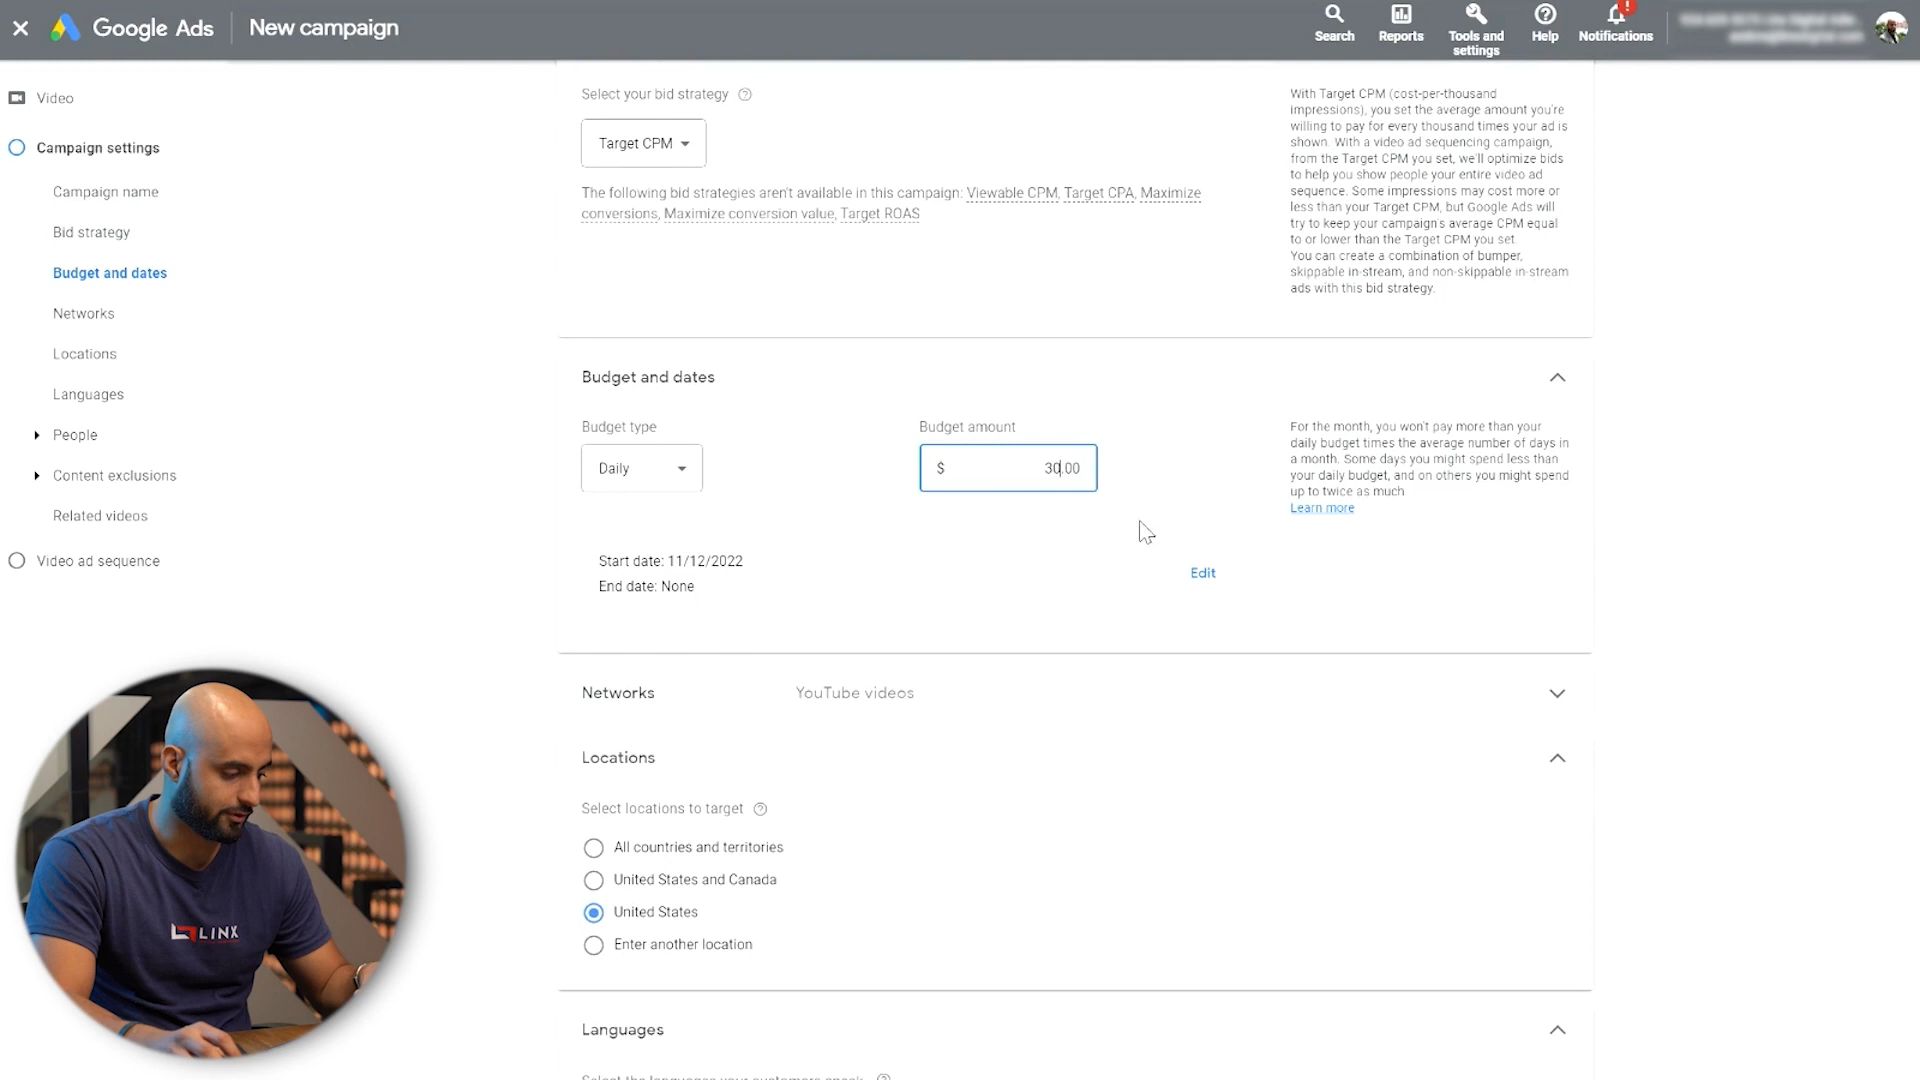 Google Ads
New campaign
Search
Reports
Tools and
settings
Help
!
Notifications
Video
Campaign settings
Campaign name
Bid strategy
Budget and dates
Networks
Locations
Languages
People
Content exclusions
Related videos
Video ad sequence
Select your bid strategy
Target CPM
The following bid strategies aren't available in this campaign: Viewable CPM, Target CPA, Maximize
conversions, Maximize conversion value, Target ROAS
With Target CPM (cost-per-thousand
impressions), you set the average amount you're
willing to pay for every thousand times your ad is
shown. With a video ad sequencing campaign,
from the Target CPM you set, we'll optimize bids
to help you show people your entire video ad
sequence. Some impressions may cost more or
less than your Target CPM, but Google Ads will
try to keep your campaign's average CPM equal
to or lower than the Target CPM you set.
You can create a combination of bumper,
skippable in-stream, and non-skippable in-stream
ads with this bid strategy.
Budget and dates
Budget type
Daily
Budget amount
$ 30.00
For the month, you won't pay more than your
daily budget times the average number of days in
a month. Some days you might spend less than
your daily budget, and on others you might spend
up to twice as much
Learn more
Start date: 11/12/2022
End date: None
Edit
Networks
YouTube videos
Locations
Select locations to target
All countries and territories
United States and Canada
United States
Enter another location
Languages
Select the languages your customers speak
LINX